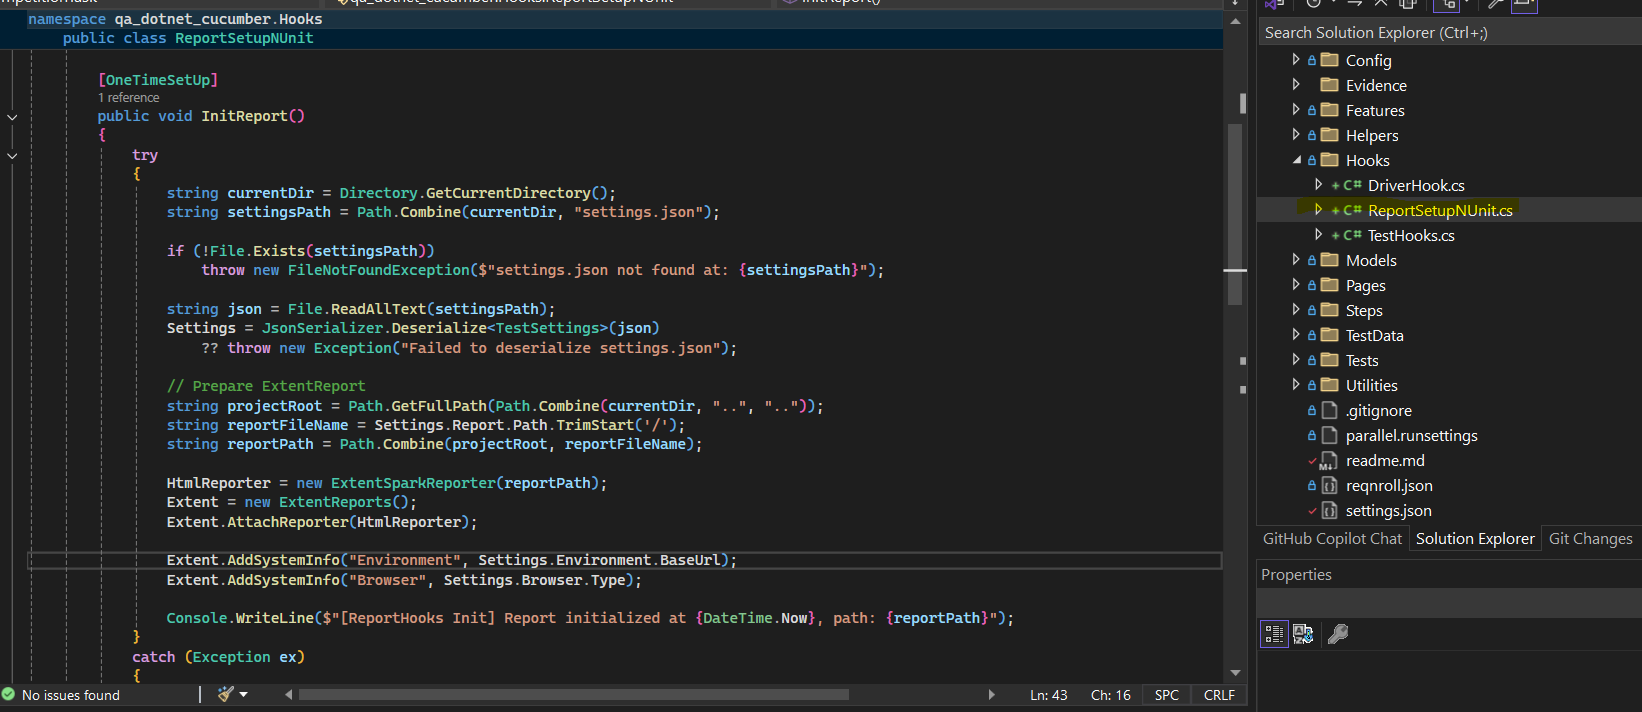 namespace qa_dotnet_cucumber.Hooks
public class ReportSetupNUnit
[OneTimeSetUp]
1 reference
public void InitReport()
{
try
{
string currentDir = Directory.GetCurrentDirectory();
string settingsPath = Path.Combine(currentDir, "settings.json");
if (!File.Exists(settingsPath))
throw new FileNotFoundException($"settings.json not found at: {settingsPath}");
string json = File.ReadAllText(settingsPath);
Settings = JsonSerializer.Deserialize<TestSettings>(json)
?? throw new Exception("Failed to deserialize settings.json");
// Prepare ExtentReport
string projectRoot = Path.GetFullPath(Path.Combine(currentDir, "..", ".."));
string reportFileName = Settings.Report.Path.TrimStart('/');
string reportPath = Path.Combine(projectRoot, reportFileName);
HtmlReporter = new ExtentSparkReporter(reportPath);
Extent = new ExtentReports();
Extent.AttachReporter(HtmlReporter);
Extent.AddSystemInfo("Environment", Settings.Environment.BaseUrl);
Extent.AddSystemInfo("Browser", Settings.Browser.Type);
Console.WriteLine($"[ReportHooks Init] Report initialized at {DateTime.Now}, path: {reportPath}");
}
catch (Exception ex)
{
No issues found
Ln: 43 Ch: 16 SPC CRLF
Search Solution Explorer (Ctrl+;)
Config
Evidence
Features
Helpers
Hooks
C# DriverHook.cs
C# ReportSetupNUnit.cs
C# TestHooks.cs
Models
Pages
Steps
TestData
Tests
Utilities
.gitignore
parallel.runsettings
readme.md
reqnroll.json
settings.json
GitHub Copilot Chat Solution Explorer Git Changes
Properties